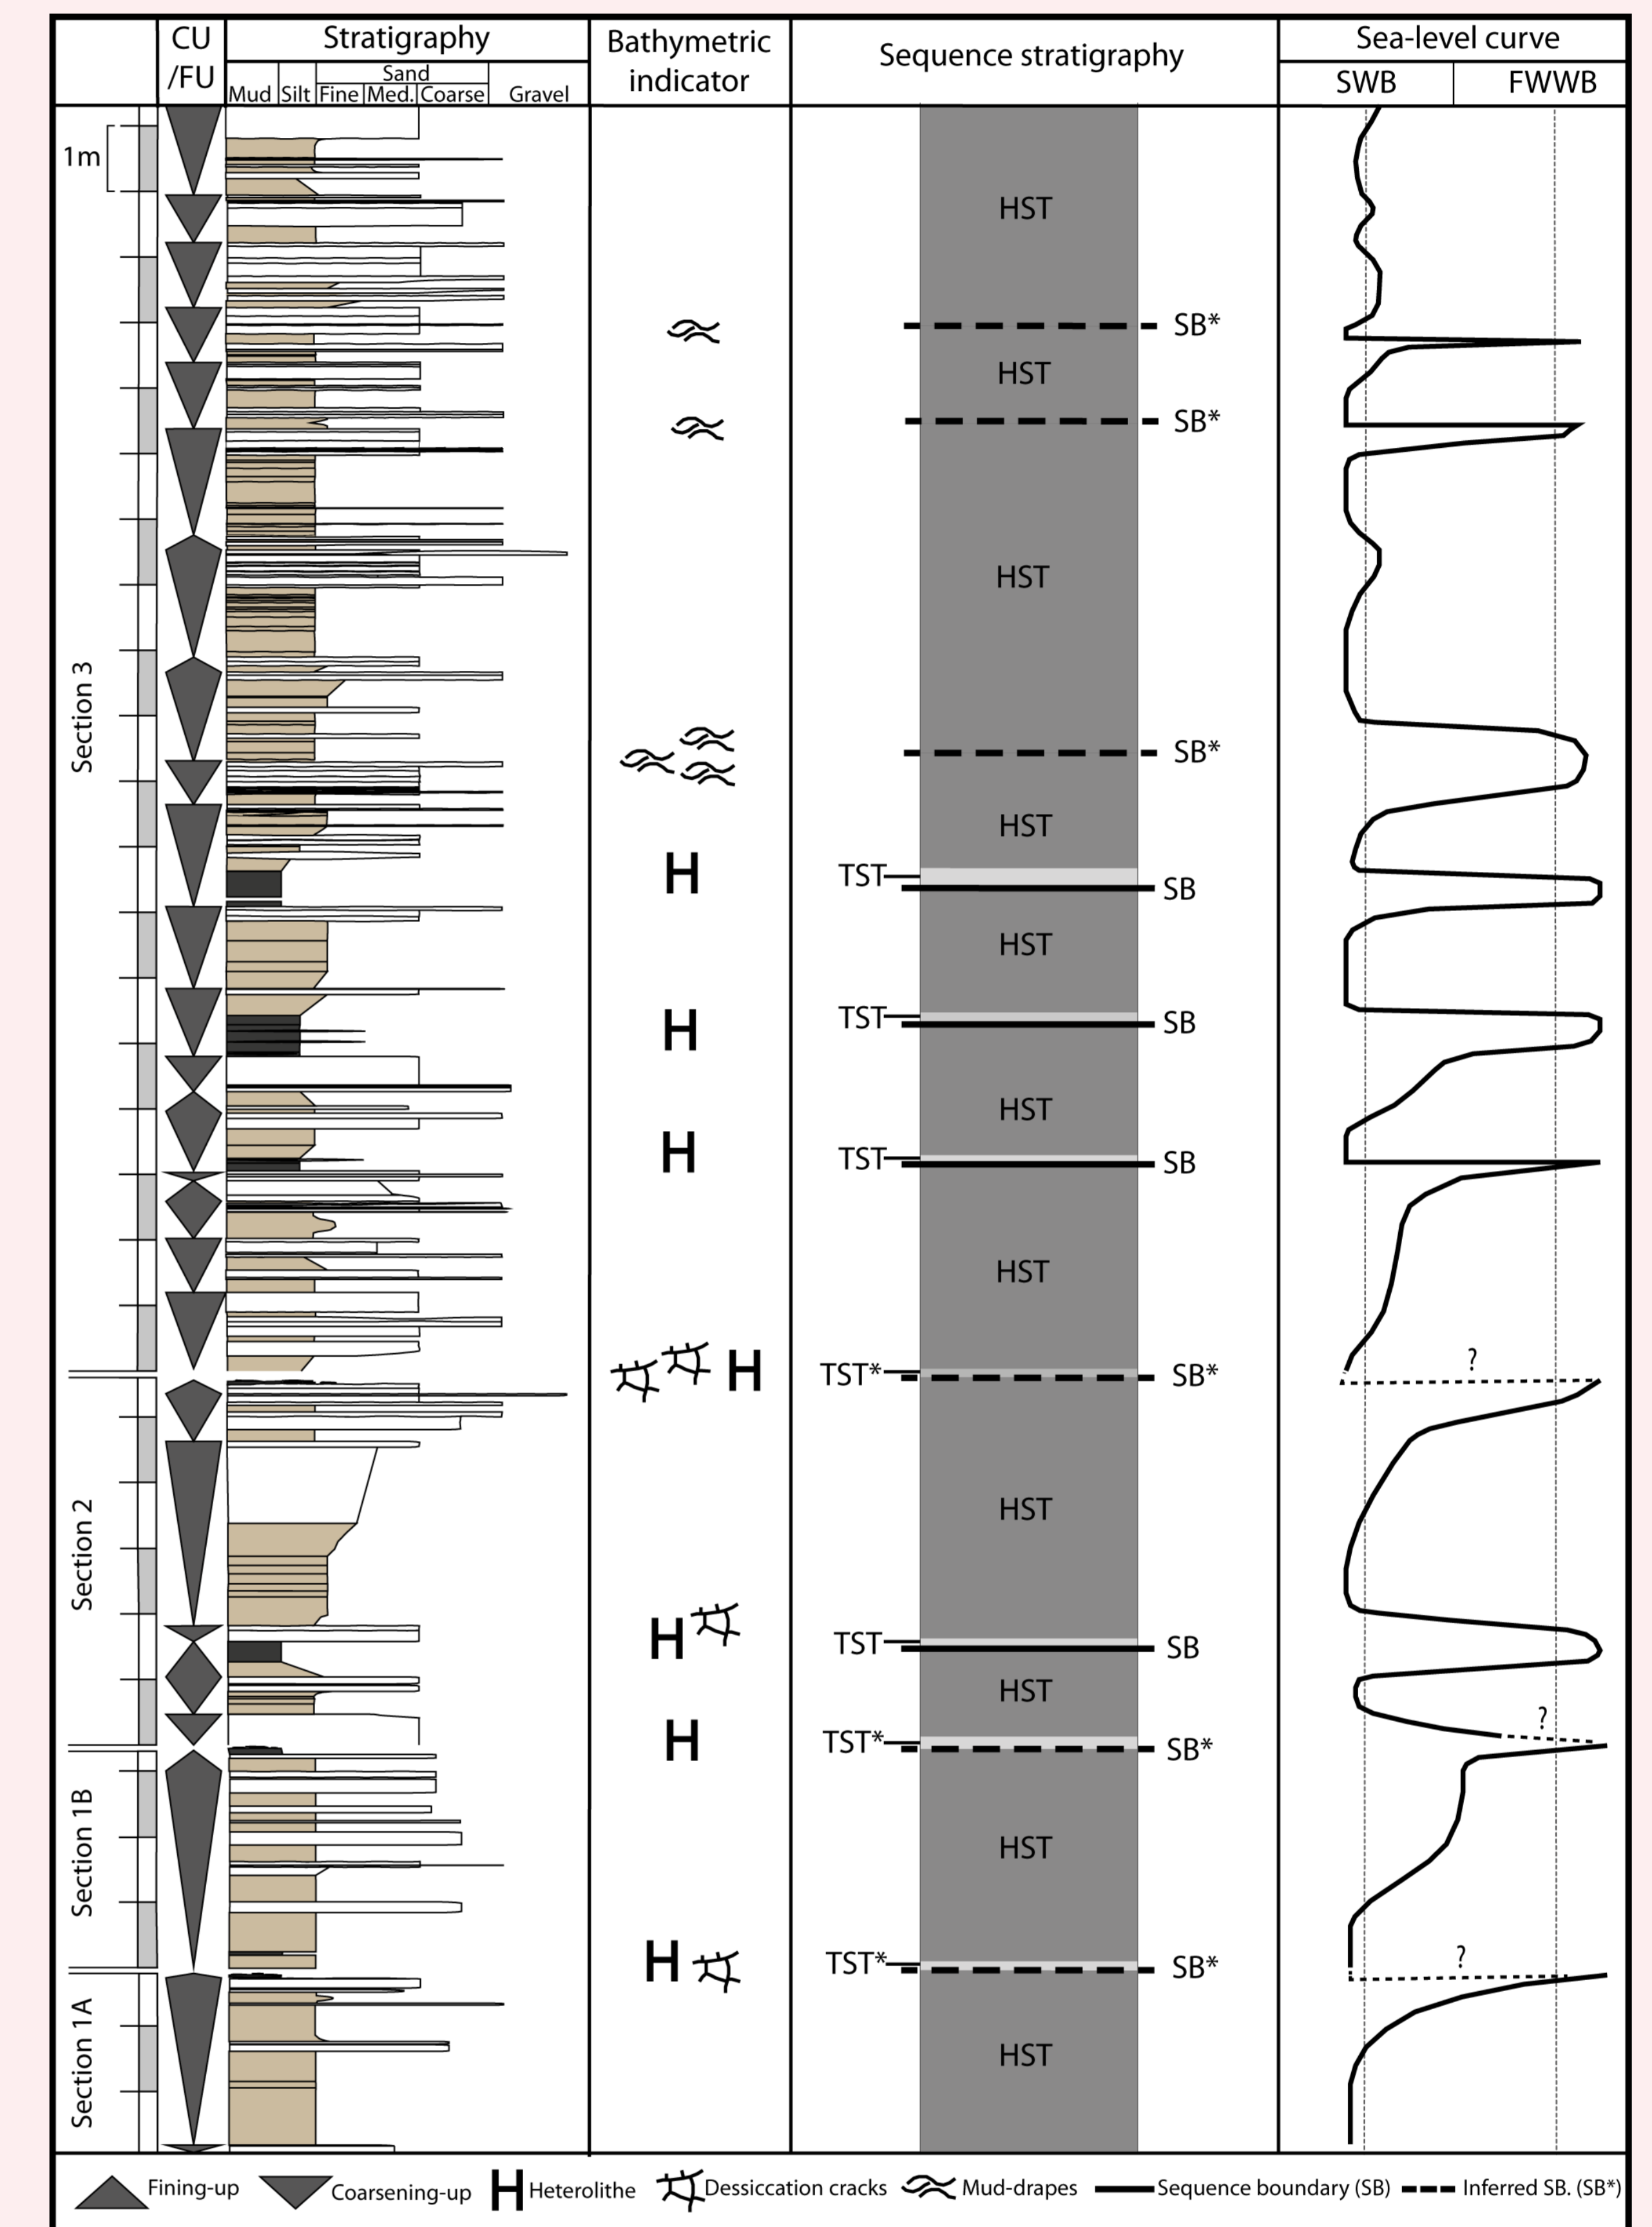 CU
/FU
Stratigraphy
Mud Silt Sand
Fine Med. Coarse Gravel
Bathymetric
indicator
Sequence stratigraphy
Sea-level curve
SWB FWWB
1m
HST
SB*
HST
SB*
HST
Section 3
SB*
HST
H TST SB
HST
H TST SB
HST
H TST SB
HST
?
H TST* SB*
HST
Section 2
H TST SB
HST
?
H TST* SB*
Section 1B
HST
?
H TST* SB*
Section 1A
HST
Fining-up Coarsening-up H Heterolithe Dessiccation cracks Mud-drapes Sequence boundary (SB) Inferred SB. (SB*)